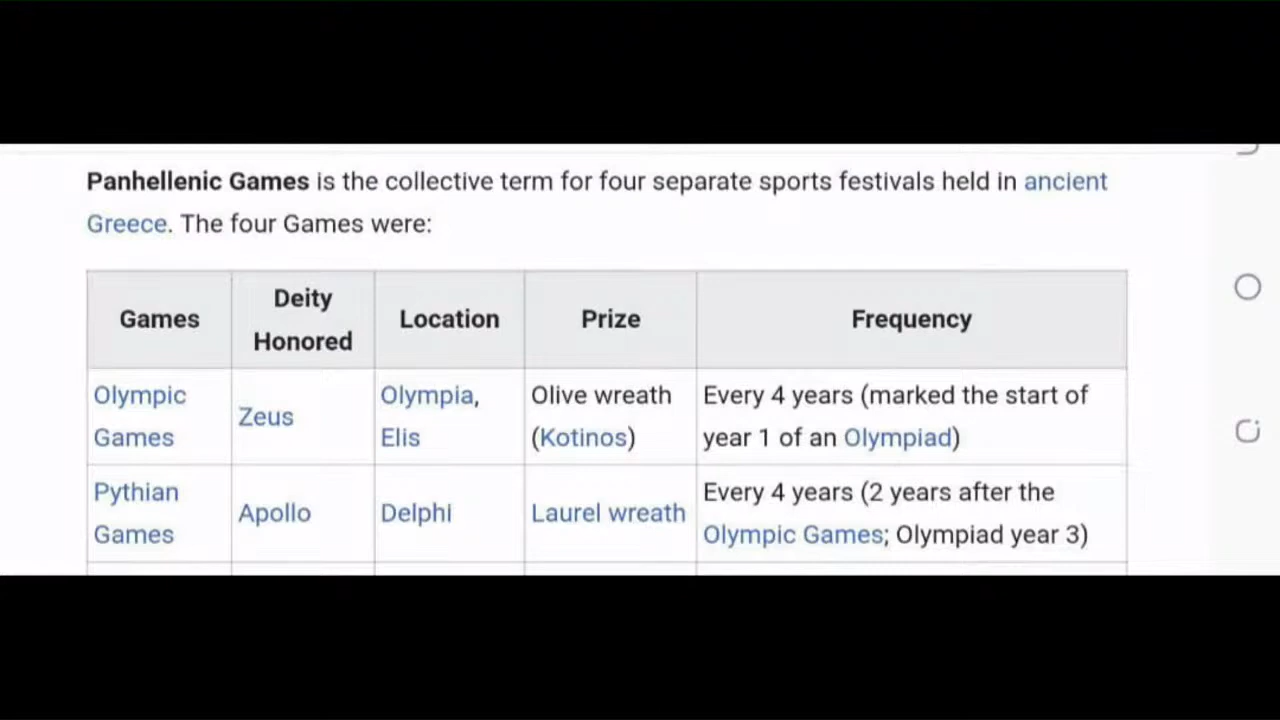 Panhellenic Games is the collective term for four separate sports festivals held in ancient
Greece. The four Games were:
Games
Deity
Honored
Location
Prize
Frequency
Olympic
Games
Zeus
Olympia,
Elis
Olive wreath
(Kotinos)
Every 4 years (marked the start of
year 1 of an Olympiad)
Pythian
Games
Apollo
Delphi
Laurel wreath
Every 4 years (2 years after the
Olympic Games; Olympiad year 3)